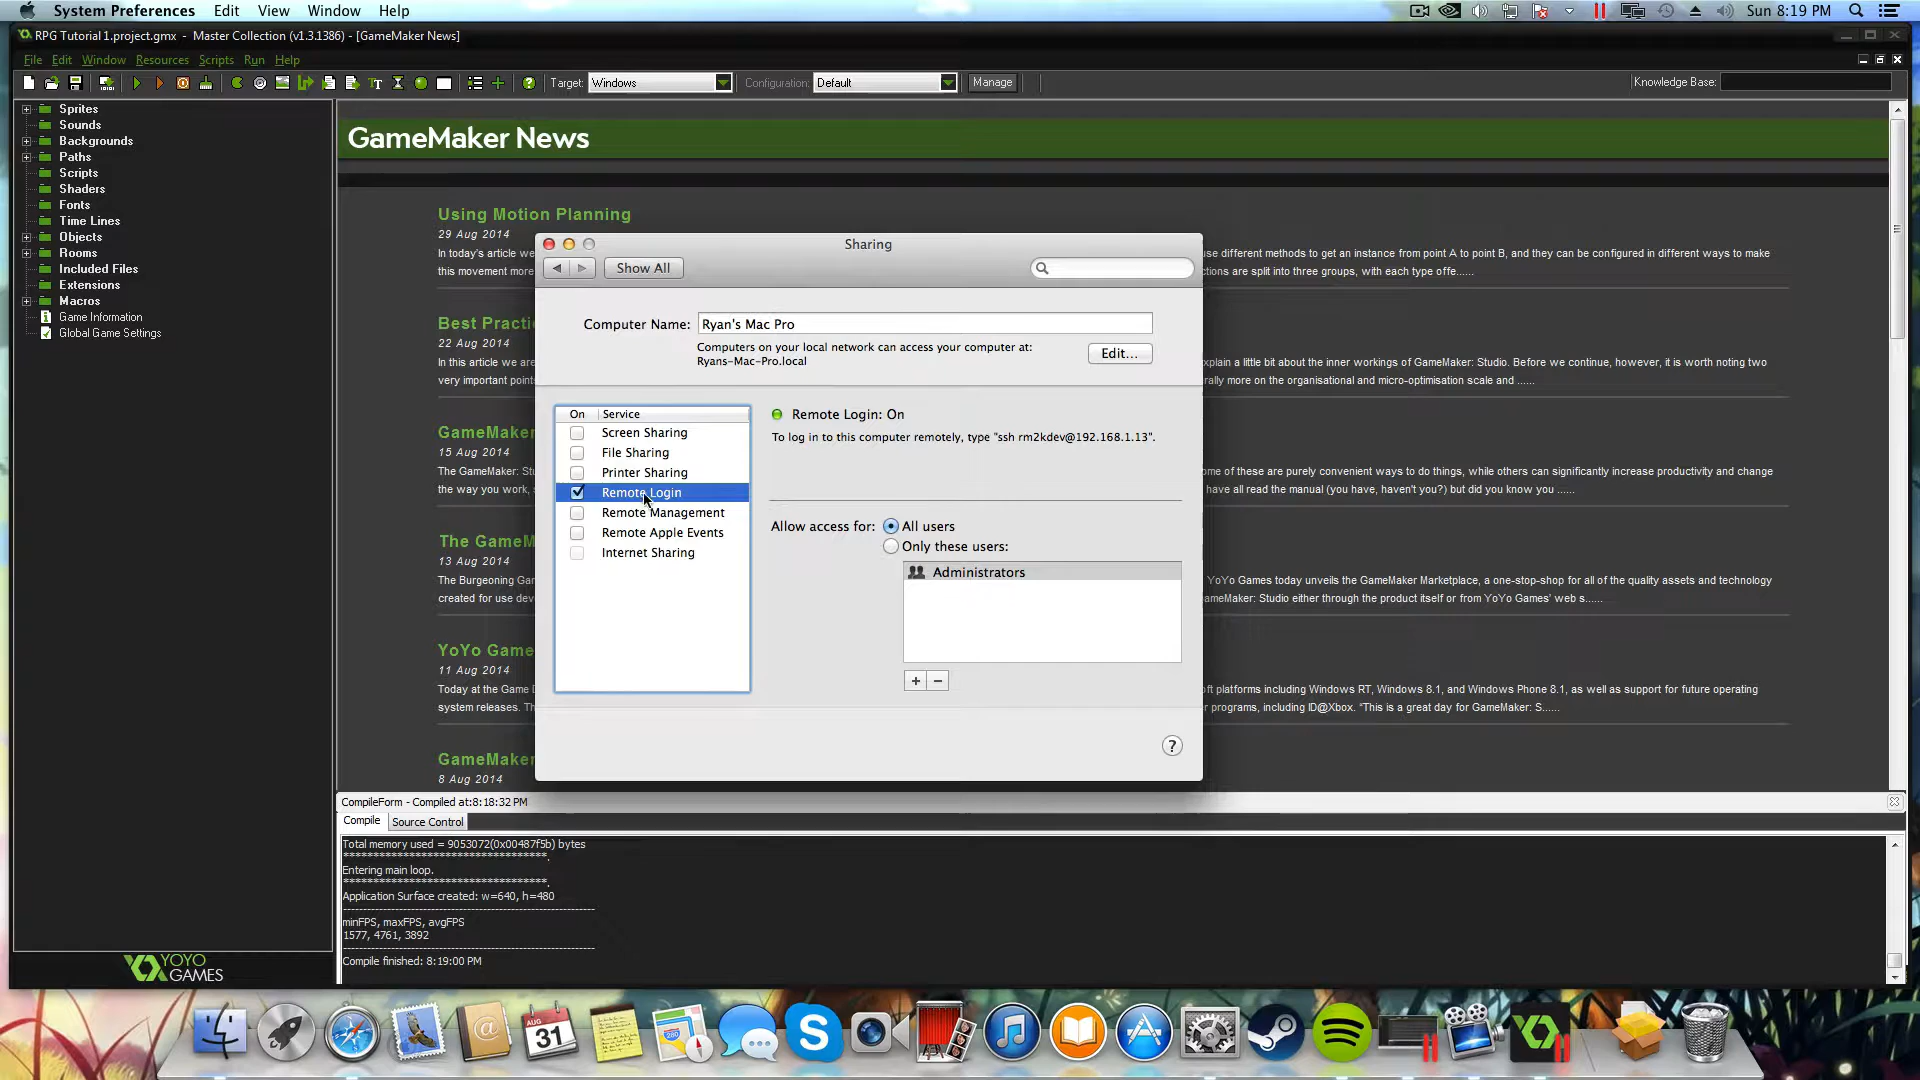 System Preferences Edit View Window Help
Sun 8:19 PM
RPG Tutorial 1.project.gmx - Master Collection (v1.3.1386) - [GameMaker News]
File Edit Window Resources Scripts Run Help
Target: Windows Configuration: Default Manage Knowledge Base:
Sprites
Sounds
Backgrounds
Paths
Scripts
Shaders
Fonts
Time Lines
Objects
Rooms
Included Files
Extensions
Macros
Game Information
Global Game Settings
YOYO
GAMES
GameMaker News
Using Motion Planning
29 Aug 2014
In today's article we
use different methods to get an instance from point A to point B, and they can be configured in different ways to make
this movement more
ctions are split into three groups, with each type offe......
Best Practi
22 Aug 2014
In this article we are
explain a little bit about the inner workings of GameMaker: Studio. Before we continue, however, it is worth noting two
very important points
rally more on the organisational and micro-optimisation scale and ......
GameMaker
15 Aug 2014
The GameMaker: Stu
ome of these are purely convenient ways to do things, while others can significantly increase productivity and change
the way you work,
have all read the manual (you have, haven't you?) but did you know you ......
The GameM
13 Aug 2014
The Burgeoning Gam
YoYo Games today unveils the GameMaker Marketplace, a one-stop-shop for all of the quality assets and technology
created for use dev
ameMaker: Studio either through the product itself or from YoYo Games' web s......
YoYo Game
11 Aug 2014
Today at the Game D
ft platforms including Windows RT, Windows 8.1, and Windows Phone 8.1, as well as support for future operating
system releases. Th
r programs, including ID@Xbox. "This is a great day for GameMaker: S......
GameMaker
8 Aug 2014
Sharing
Show All
Computer Name: Ryan's Mac Pro
Computers on your local network can access your computer at:
Ryans-Mac-Pro.local
Edit...
On Service
Screen Sharing
File Sharing
Printer Sharing
Remote Login
Remote Management
Remote Apple Events
Internet Sharing
Remote Login: On
To log in to this computer remotely, type "ssh rm2kdev@192.168.1.13".
Allow access for: All users
Only these users:
Administrators
+ −
?
CompileForm - Compiled at:8:18:32 PM
Compile Source Control
Total memory used = 9053072(0x00487f5b) bytes
**********************************.
Entering main loop.
**********************************.
Application Surface created: w=640, h=480
-------------------------------------------------------
minFPS, maxFPS, avgFPS
1577, 4761, 3892
-------------------------------------------------------
Compile finished: 8:19:00 PM
AUG
31